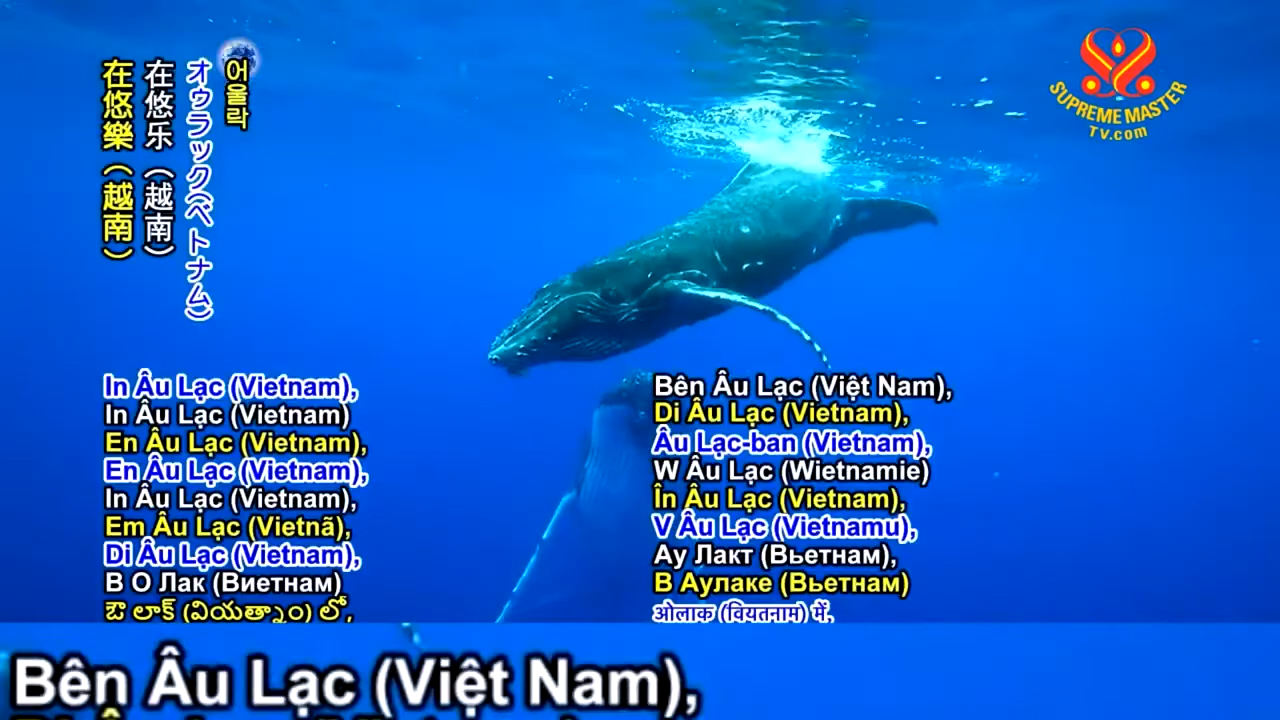 在悠樂（越南）
在悠乐（越南）
オゥラック（ベトナム）
어울락
SUPREME MASTER
TV.com
In Âu Lạc (Vietnam),
In Âu Lạc (Vietnam)
En Âu Lạc (Vietnam),
En Âu Lạc (Vietnam),
In Âu Lạc (Vietnam),
Em Âu Lạc (Vietnã),
Di Âu Lạc (Vietnam),
В О Лак (Виетнам)
ఔ లాక్ (వియత్నాం) లో,
Bên Âu Lạc (Việt Nam),
Di Âu Lạc (Vietnam),
Âu Lạc-ban (Vietnam),
W Âu Lạc (Wietnamie)
În Âu Lạc (Vietnam),
V Âu Lạc (Vietnamu),
Ау Лакт (Вьетнам),
В Аулаке (Вьетнам)
ओलाक (वियतनाम) में,
Bên Âu Lạc (Việt Nam),